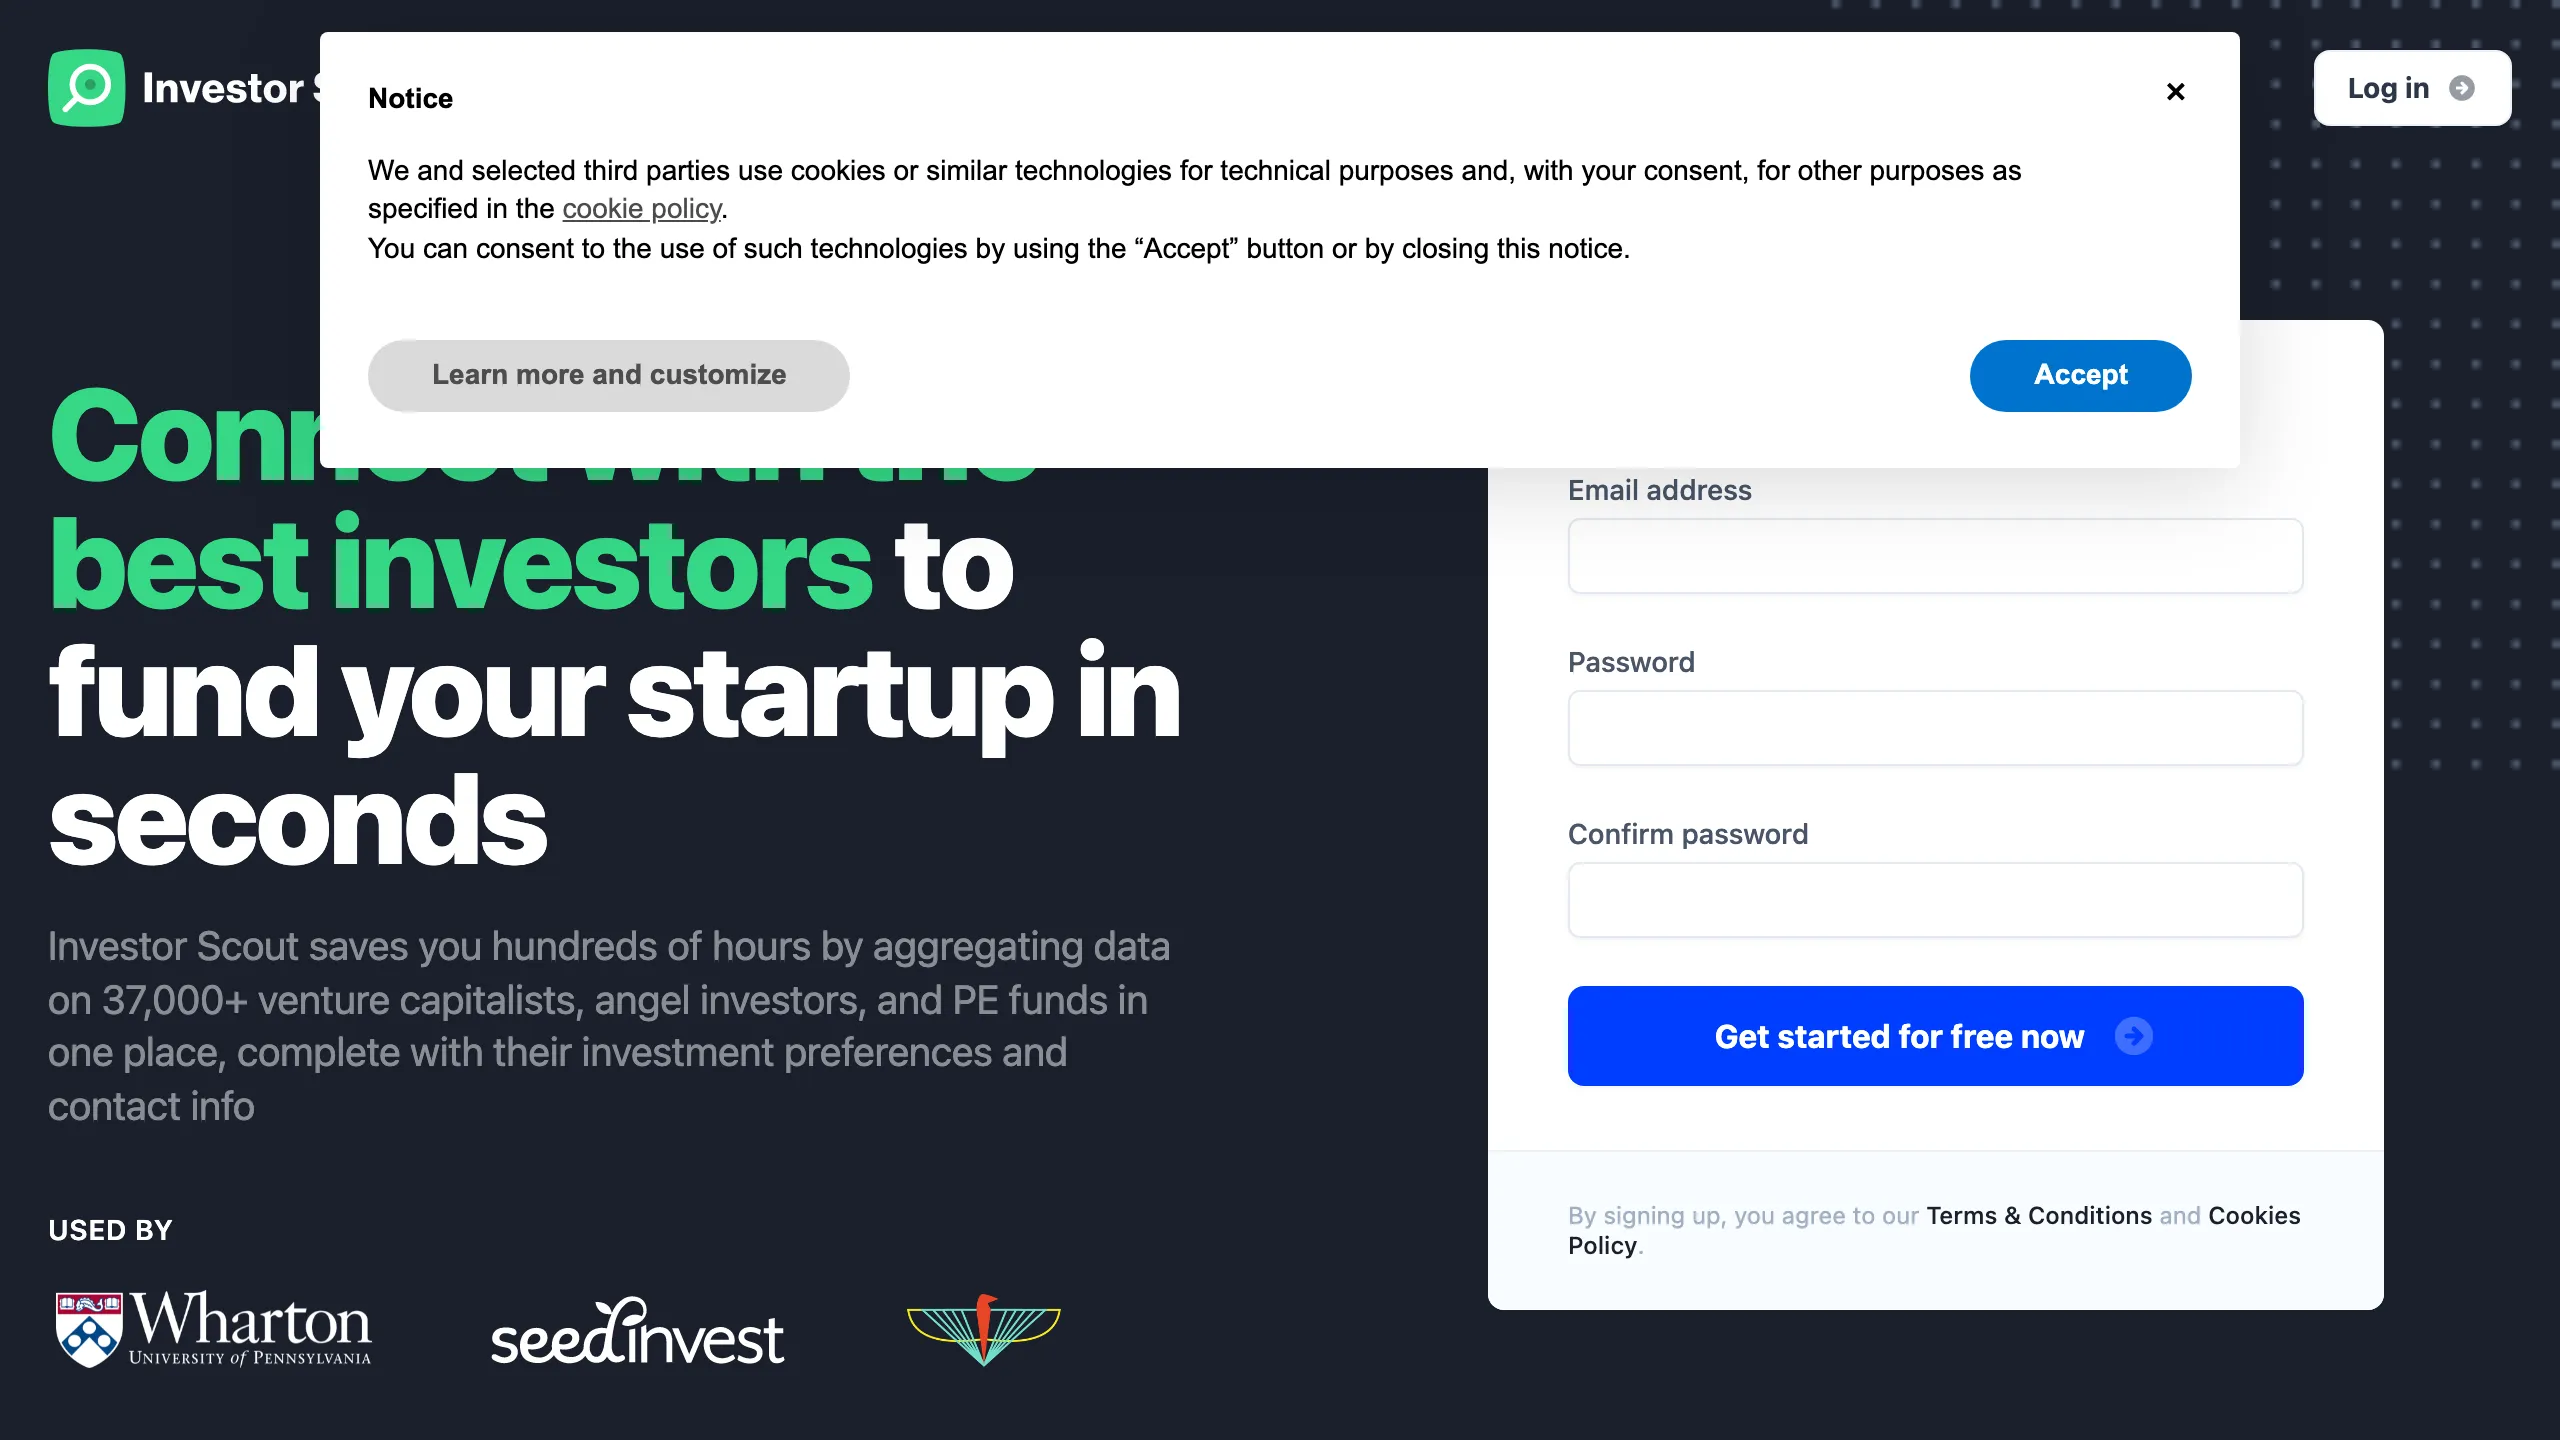 Investor
Log in
Notice
We and selected third parties use cookies or similar technologies for technical purposes and, with your consent, for other purposes as
specified in the cookie policy.
You can consent to the use of such technologies by using the “Accept” button or by closing this notice.
Learn more and customize
Accept
Connect with the
best investors to
fund your startup in
seconds
Investor Scout saves you hundreds of hours by aggregating data
on 37,000+ venture capitalists, angel investors, and PE funds in
one place, complete with their investment preferences and
contact info
USED BY
Wharton
UNIVERSITY of PENNSYLVANIA
seedinvest
Email address
Password
Confirm password
Get started for free now
By signing up, you agree to our Terms & Conditions and Cookies
Policy.